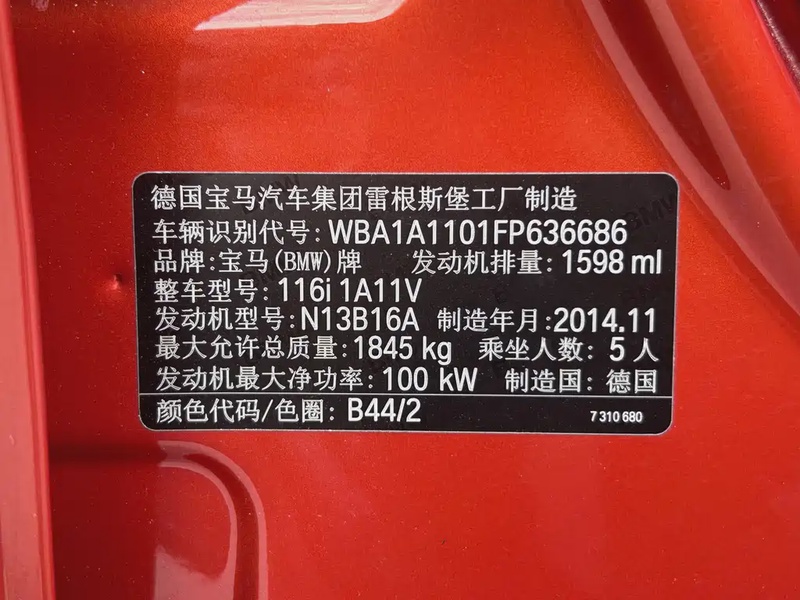 德国宝马汽车集团雷根斯堡工厂制造
车辆识别代号: WBA1A1101FP636686
品牌:宝马(BMW)牌 发动机排量: 1598 ml
整车型号: 116i 1A11V
发动机型号: N13B16A 制造年月: 2014.11
最大允许总质量: 1845 kg 乘坐人数: 5 人
发动机最大净功率: 100 kW 制造国: 德国
颜色代码/色圈: B44/2 7 310 680